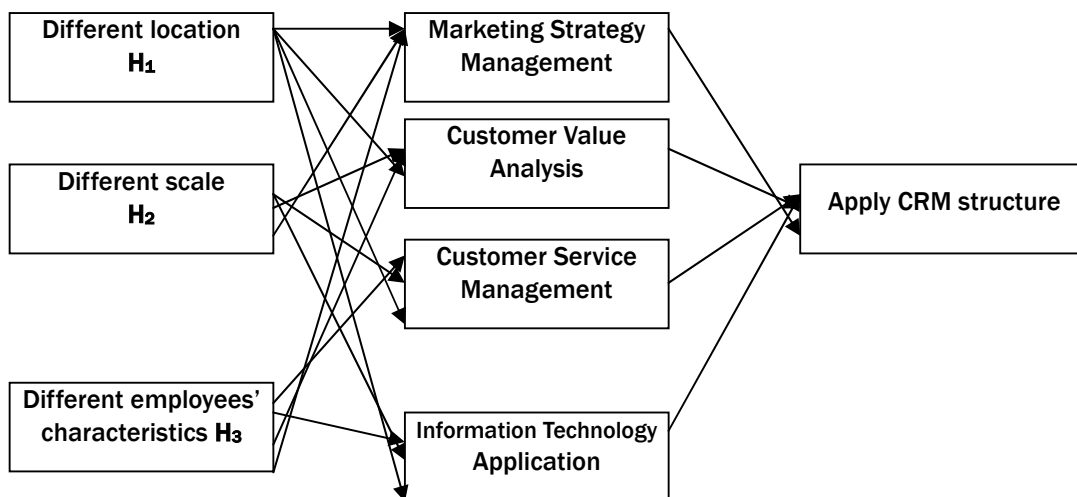 Different location
H₁
Different scale
H₂
Different employees’
characteristics H₃
Marketing Strategy
Management
Customer Value
Analysis
Customer Service
Management
Information Technology
Application
Apply CRM structure